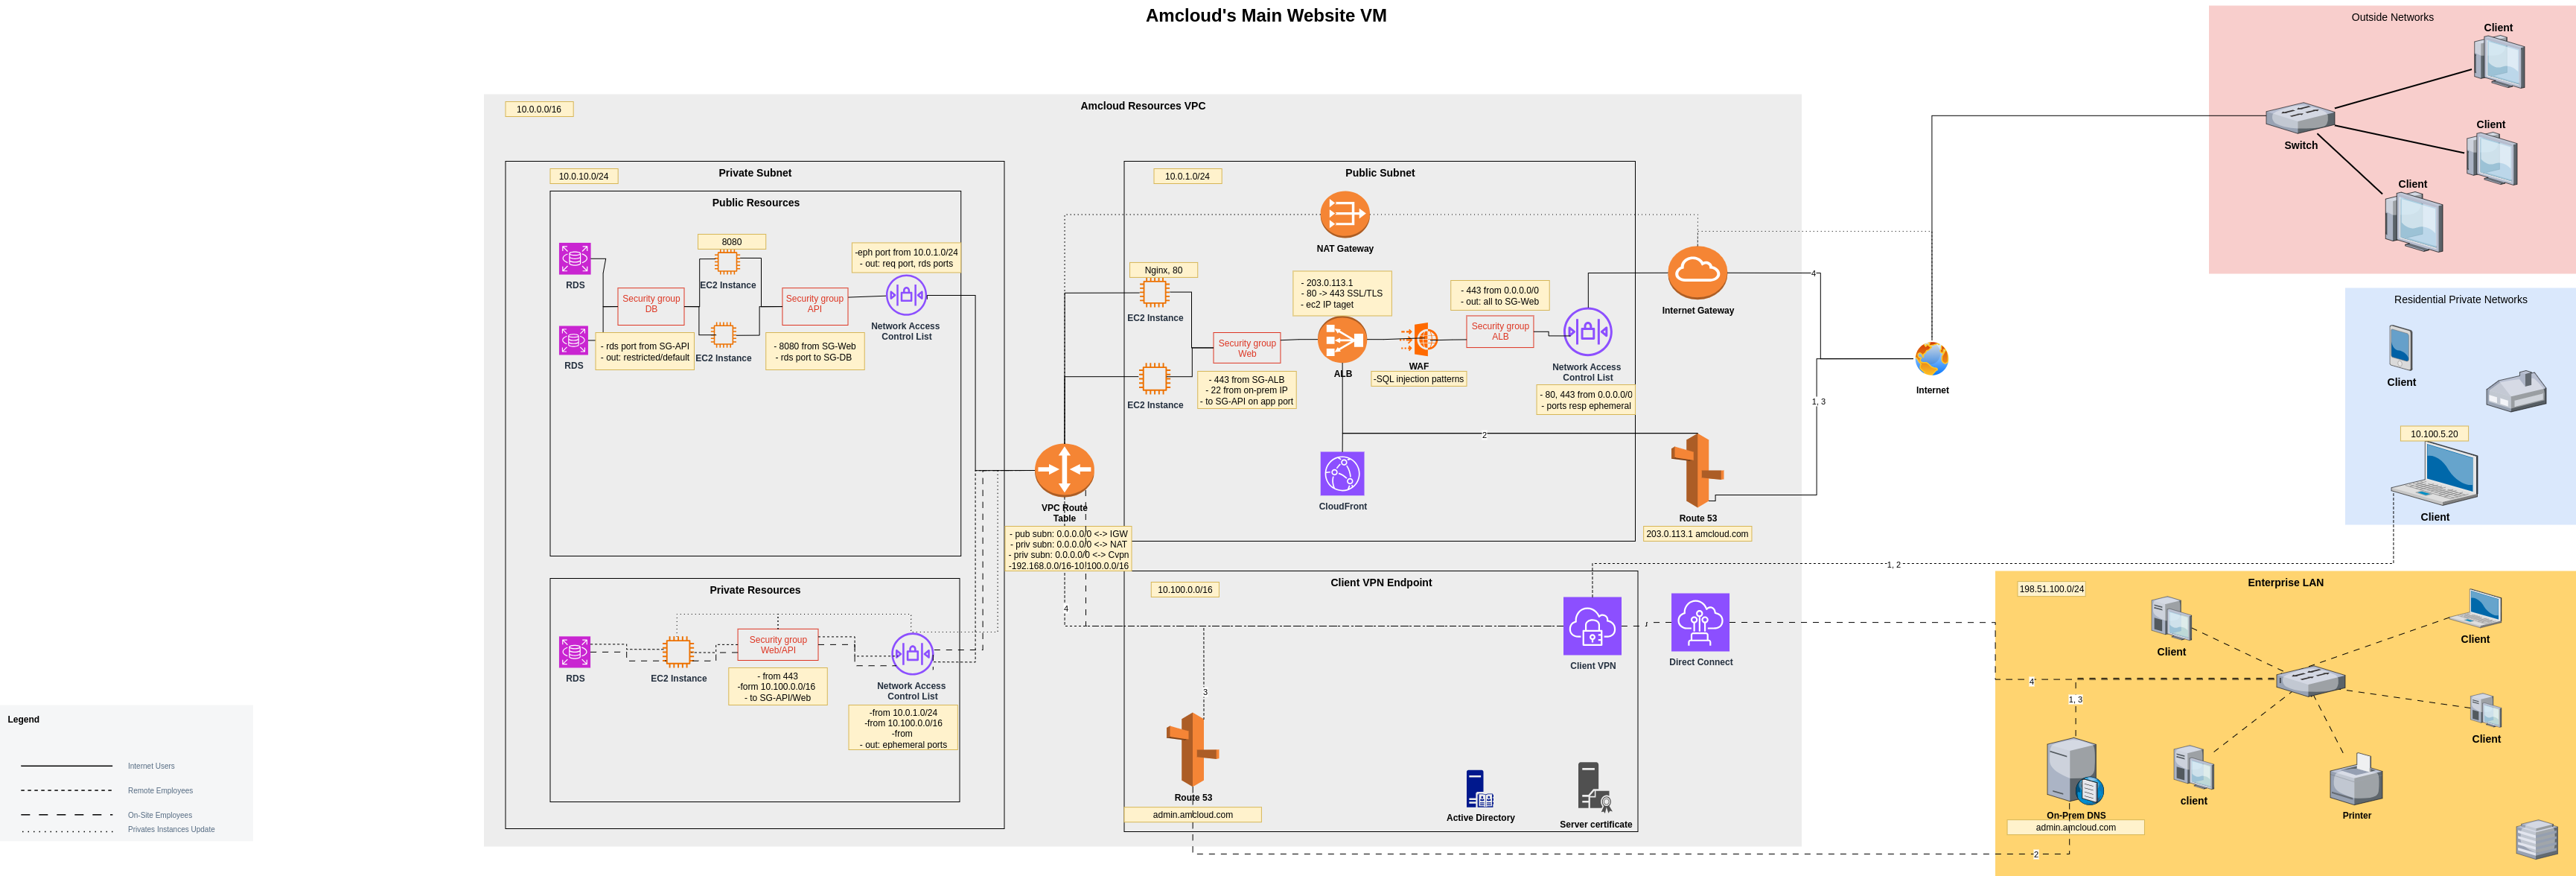 Amcloud's Main Website VM
Amcloud Resources VPC
10.0.0.0/16
Private Subnet
10.0.10.0/24
Public Resources
RDS
RDS
Security group
DB
- rds port from SG-API
- out: restricted/default
8080
EC2 Instance
EC2 Instance
Security group
API
- 8080 from SG-Web
- rds port to SG-DB
-eph port from 10.0.1.0/24
- out: req port, rds ports
Network Access
Control List
Private Resources
RDS
EC2 Instance
Security group
Web/API
- from 443
-form 10.100.0.0/16
- to SG-API/Web
Network Access
Control List
-from 10.0.1.0/24
-from 10.100.0.0/16
-from
- out: ephemeral ports
VPC Route
Table
- pub subn: 0.0.0.0/0 <-> IGW
- priv subn: 0.0.0.0/0 <-> NAT
- priv subn: 0.0.0.0/0 <-> Cvpn
-192.168.0.0/16-10.100.0.0/16
4
Public Subnet
10.0.1.0/24
NAT Gateway
Nginx, 80
EC2 Instance
EC2 Instance
Security group
Web
- 443 from SG-ALB
- 22 from on-prem IP
- to SG-API on app port
- 203.0.113.1
- 80 -> 443 SSL/TLS
- ec2 IP taget
ALB
WAF
-SQL injection patterns
- 443 from 0.0.0.0/0
- out: all to SG-Web
Security group
ALB
Network Access
Control List
- 80, 443 from 0.0.0.0/0
- ports resp ephemeral
CloudFront
2
Internet Gateway
4
1, 3
Route 53
203.0.113.1 amcloud.com
Internet
Client VPN Endpoint
10.100.0.0/16
Client VPN
Direct Connect
1, 2
3
Route 53
admin.amcloud.com
Active Directory
Server certificate
2
Outside Networks
Client
Client
Client
Switch
Residential Private Networks
Client
10.100.5.20
Client
Enterprise LAN
198.51.100.0/24
Client
Client
Client
client
Printer
4
1, 3
On-Prem DNS
admin.amcloud.com
Legend
Internet Users
Remote Employees
On-Site Employees
Privates Instances Update